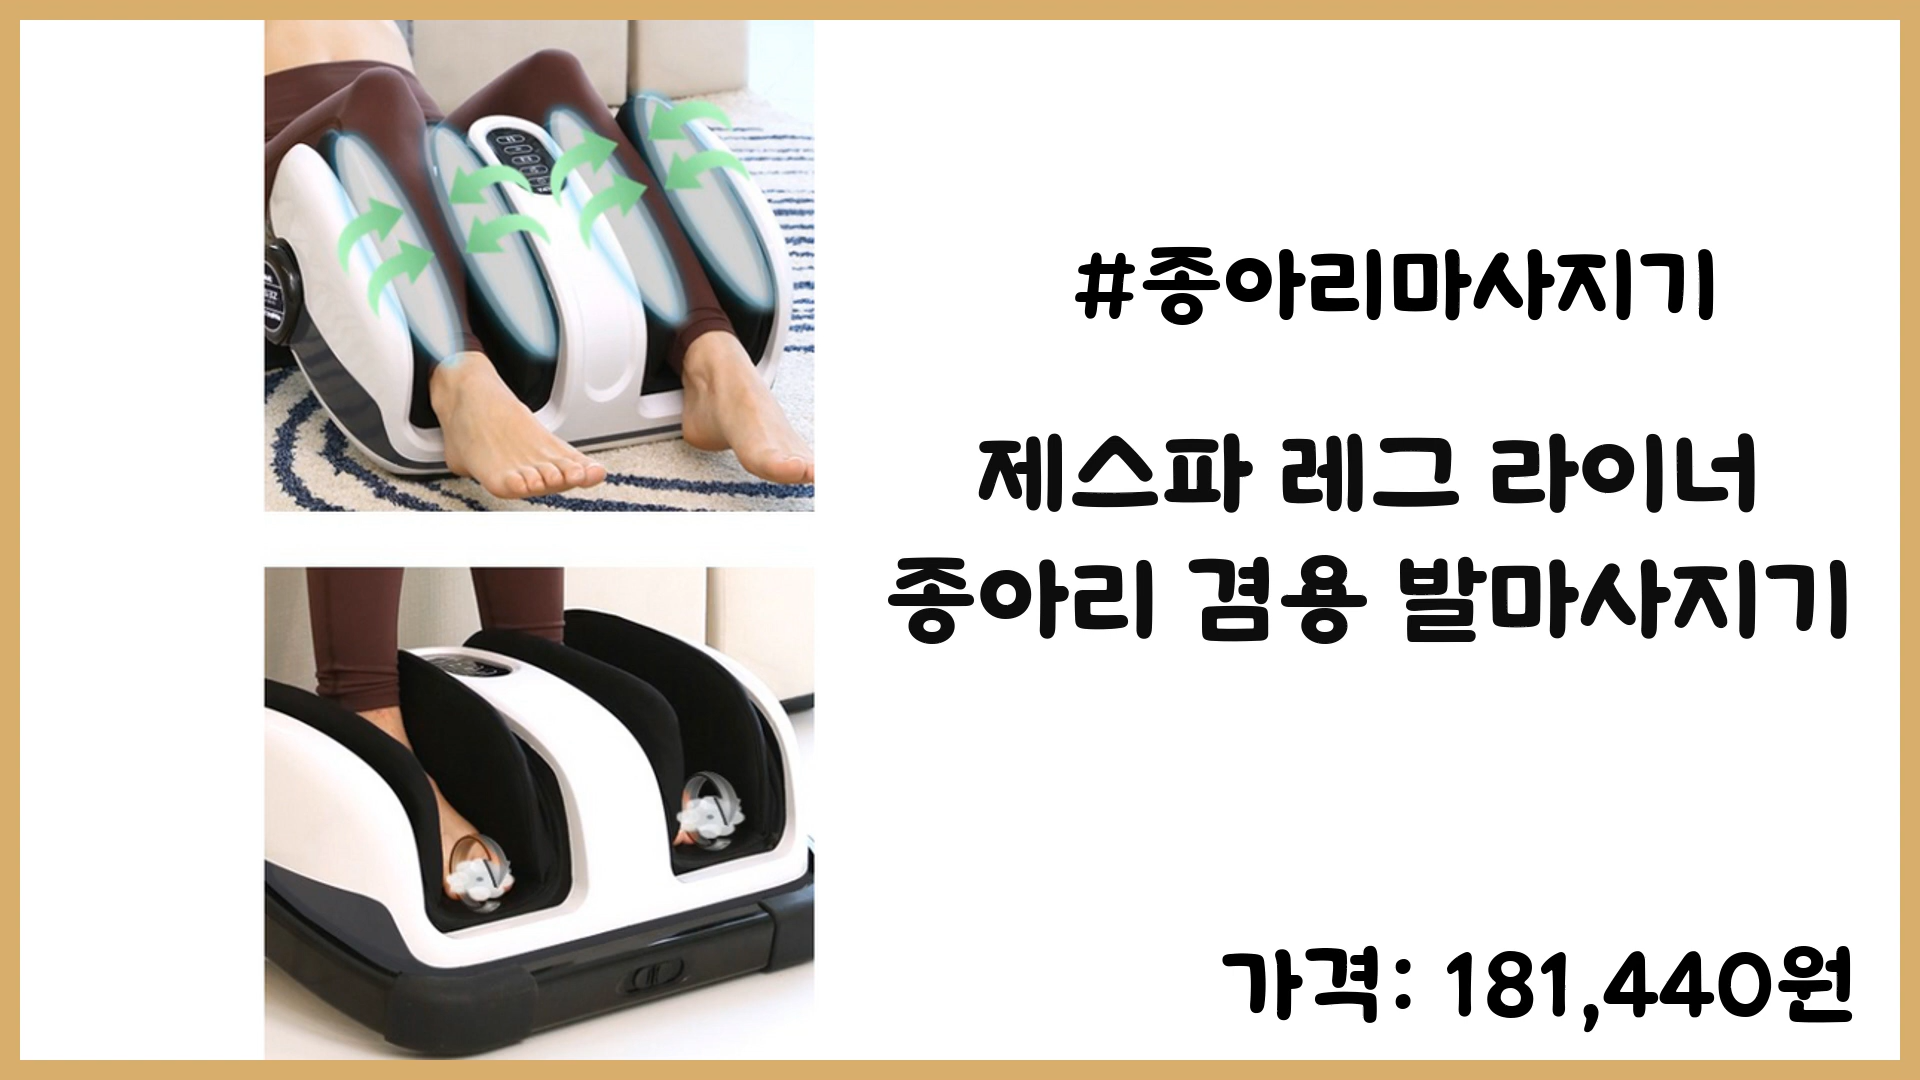 #종아리마사지기
제스파 레그 라이너
종아리 겸용 발마사지기
가격: 181,440원